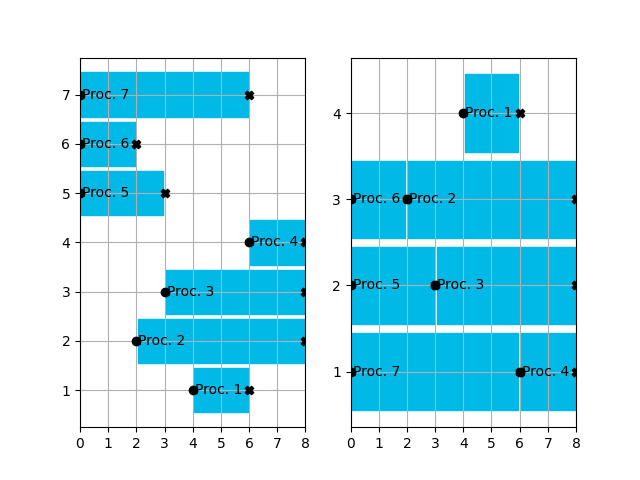 7 Proc. 7
6 Proc. 6
5 Proc. 5
4 Proc. 4
3 Proc. 3
2 Proc. 2
1 Proc. 1
0 1 2 3 4 5 6 7 8
4 Proc. 1
3 Proc. 6 Proc. 2
2 Proc. 5 Proc. 3
1 Proc. 7 Proc. 4
0 1 2 3 4 5 6 7 8